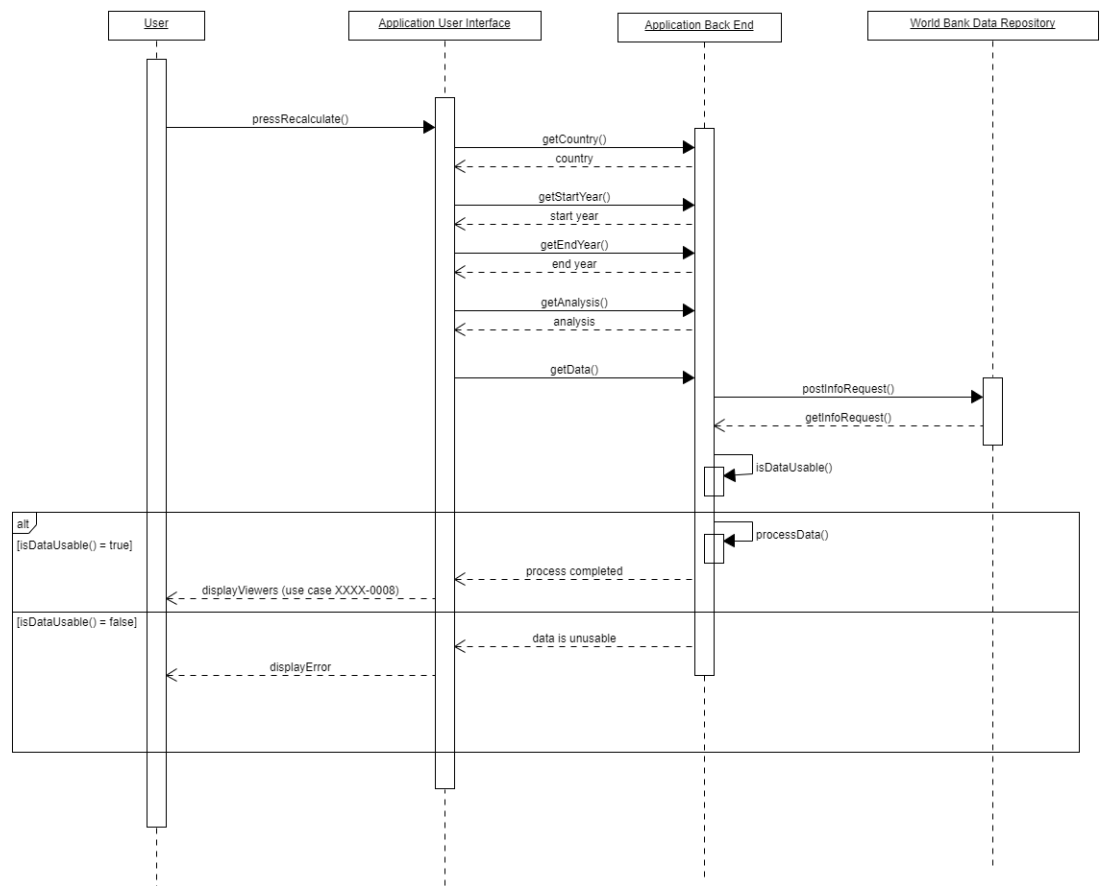 User
Application User Interface
Application Back End
World Bank Data Repository
pressRecalculate()
getCountry()
country
getStartYear()
start year
getEndYear()
end year
getAnalysis()
analysis
getData()
postInfoRequest()
getInfoRequest()
isDataUsable()
alt
[isDataUsable() = true]
processData()
process completed
displayViewers (use case XXXX-0008)
[isDataUsable() = false]
data is unusable
displayError